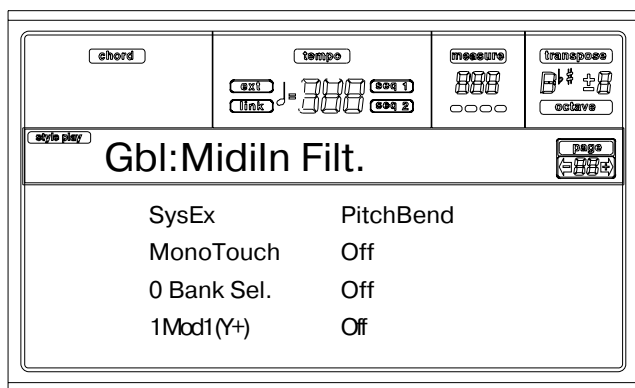 chord
tempo
measure
transpose
ext
seq 1
link
seq 2
octave
style play
Gbl:MidiIn Filt.
page
SysEx PitchBend
MonoTouch Off
0 Bank Sel. Off
1Mod1(Y+) Off